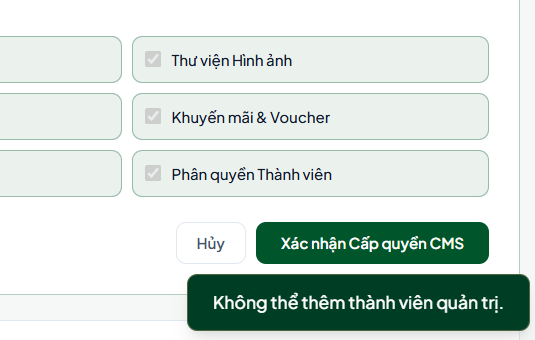 Thư viện Hình ảnh
Khuyến mãi & Voucher
Phân quyền Thành viên
Hủy
Xác nhận Cấp quyền CMS
Không thể thêm thành viên quản trị.